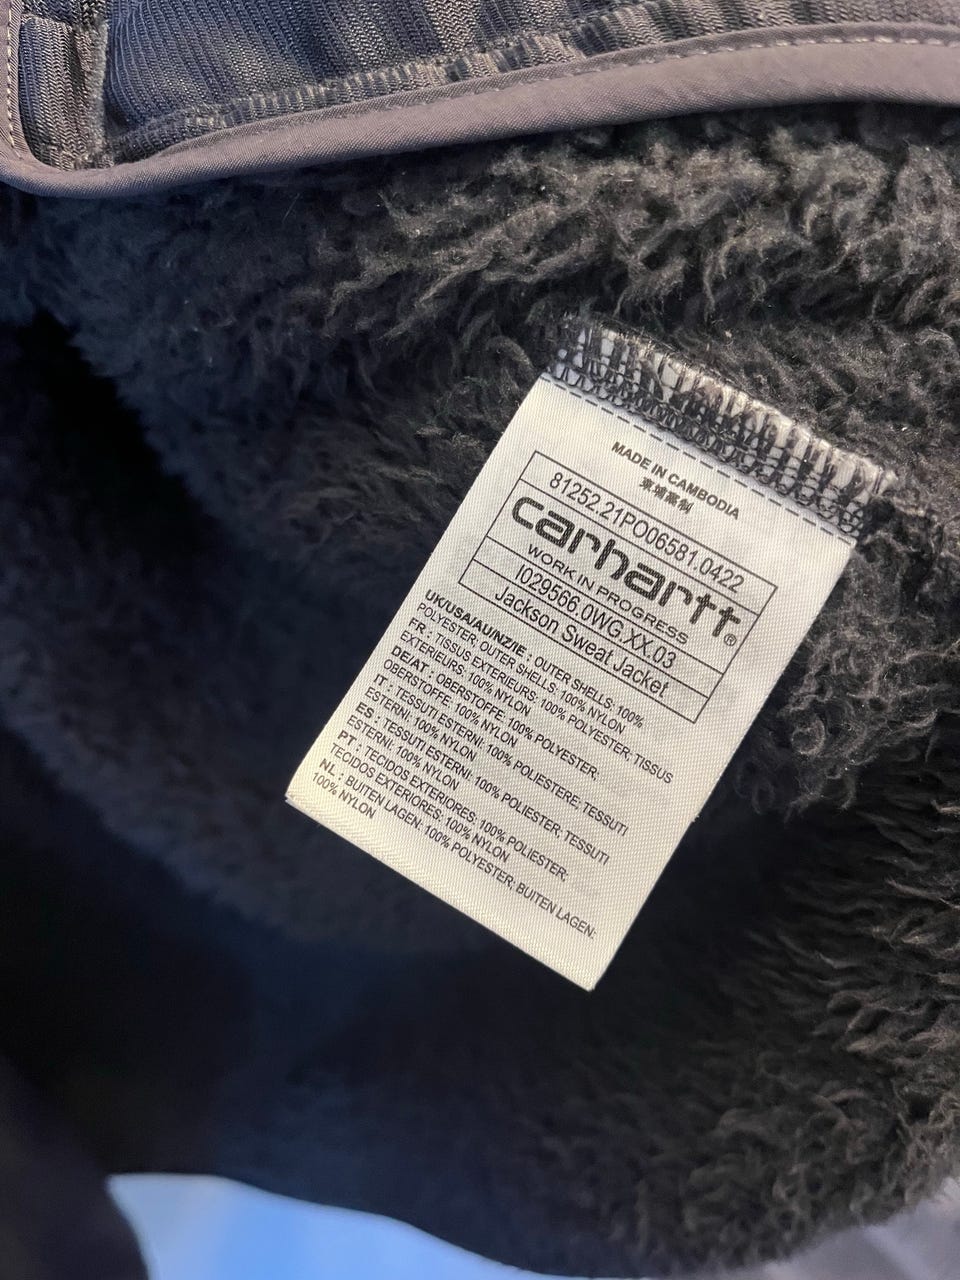 MADE IN CAMBODIA
柬埔寨制
81252.21PO06581.0422
carhartt®
WORK IN PROGRESS
I029566.0WG.XX.03
Jackson Sweat Jacket
UK/USA/AU/NZ/IE : OUTER SHELLS: 100%
POLYESTER; OUTER SHELLS: 100% NYLON
FR : TISSUS EXTERIEURS: 100% POLYESTER; TISSUS
EXTERIEURS: 100% NYLON
DE/AT : OBERSTOFFE: 100% POLYESTER;
OBERSTOFFE: 100% NYLON
IT : TESSUTI ESTERNI: 100% POLIESTERE; TESSUTI
ESTERNI: 100% NYLON
ES : TESSUTI ESTERNI: 100% POLIESTER; TESSUTI
ESTERNI: 100% NYLON
PT : TECIDOS EXTERIORES: 100% POLIESTER,
TECIDOS EXTERIORES: 100% NYLON
NL : BUITEN LAGEN: 100% POLYESTER; BUITEN LAGEN:
100% NYLON